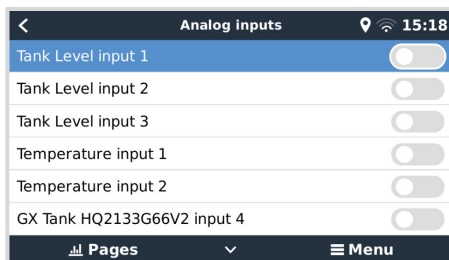 Analog inputs 15:18
Tank Level input 1
Tank Level input 2
Tank Level input 3
Temperature input 1
Temperature input 2
GX Tank HQ2133G66V2 input 4
Pages Menu